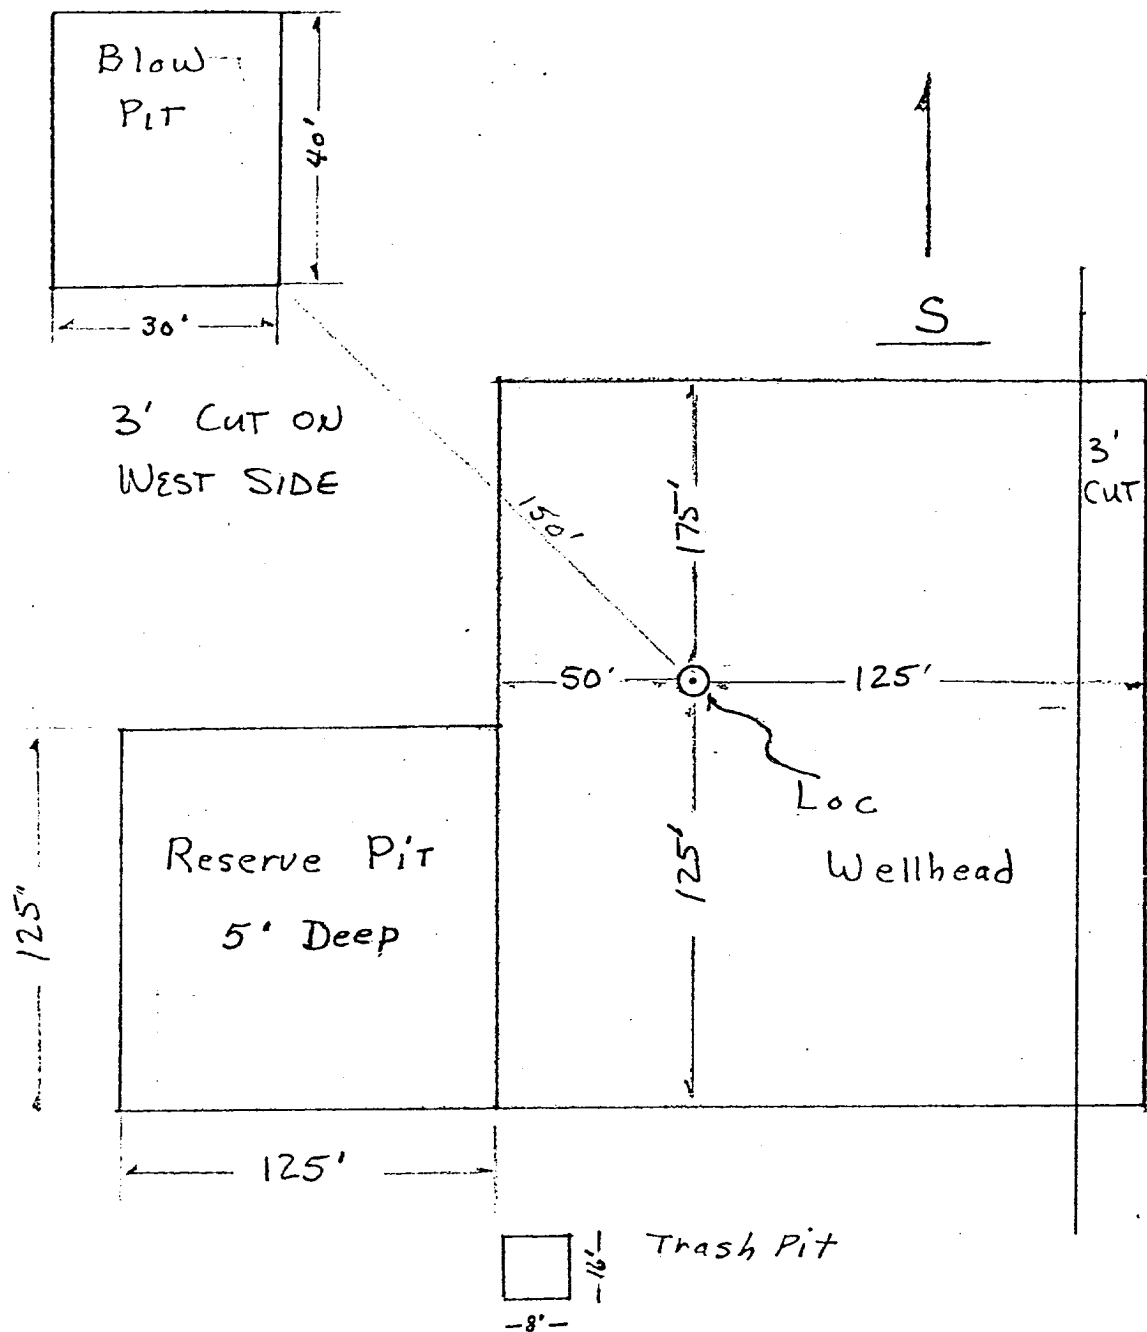 Blow
PIT
40'
30'
S
3' CUT ON
WEST SIDE
3'
CUT
150'
175'
50'
125'
Loc
Wellhead
125'
Reserve PiT
5' Deep
125"
125'
Trash Pit
16'
8'